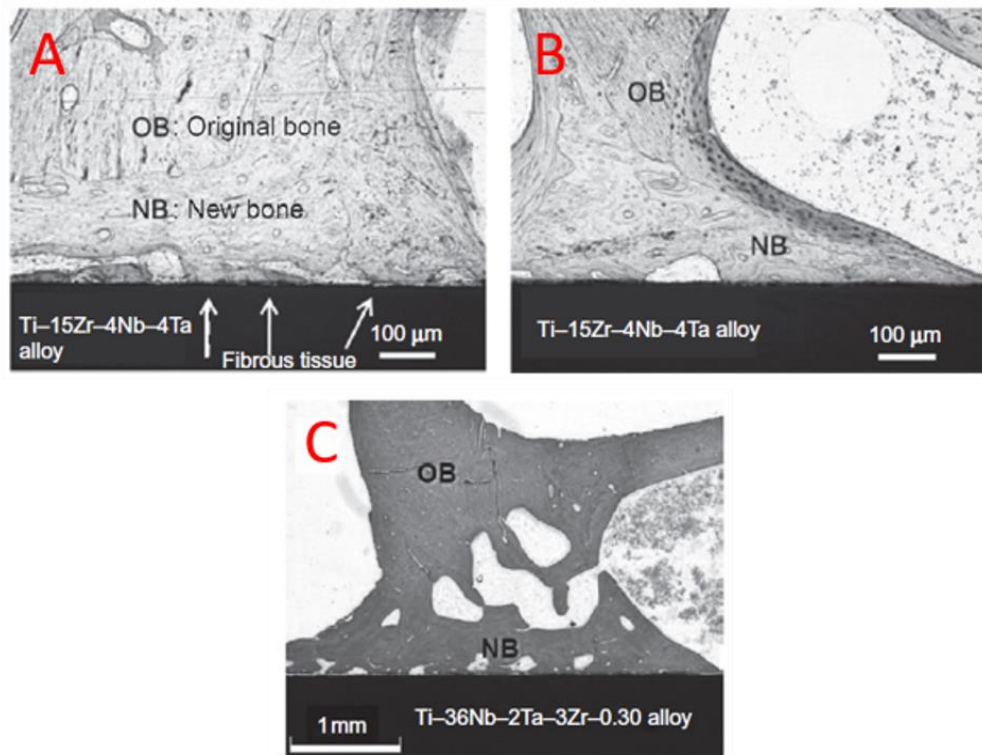 A
OB: Original bone
NB: New bone
Ti–15Zr–4Nb–4Ta
alloy
Fibrous tissue
100 µm
B
OB
NB
Ti–15Zr–4Nb–4Ta alloy
100 µm
C
OB
NB
1 mm
Ti–36Nb–2Ta–3Zr–0.30 alloy